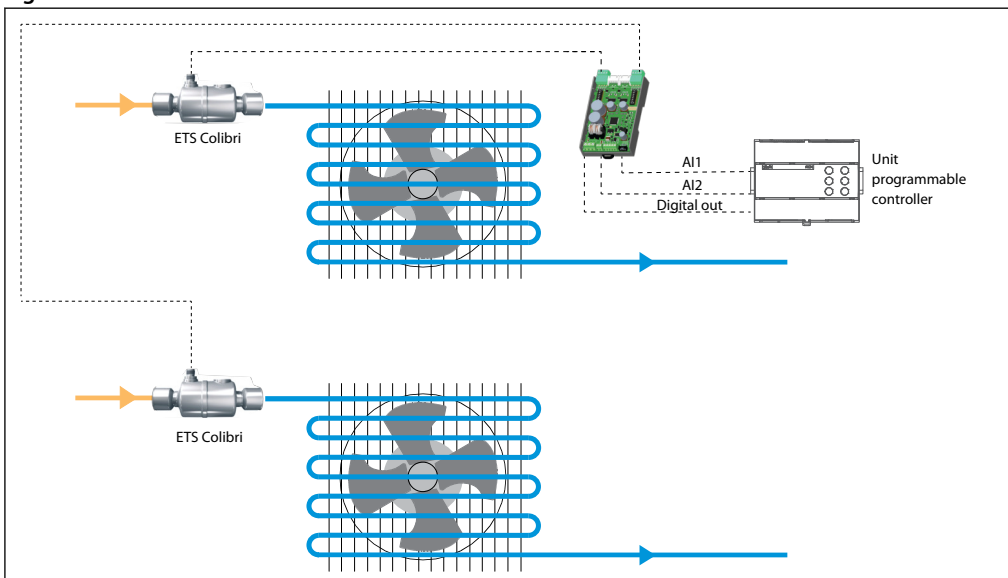 ETS Colibri
AI1
AI2
Digital out
Unit
programmable
controller
ETS Colibri